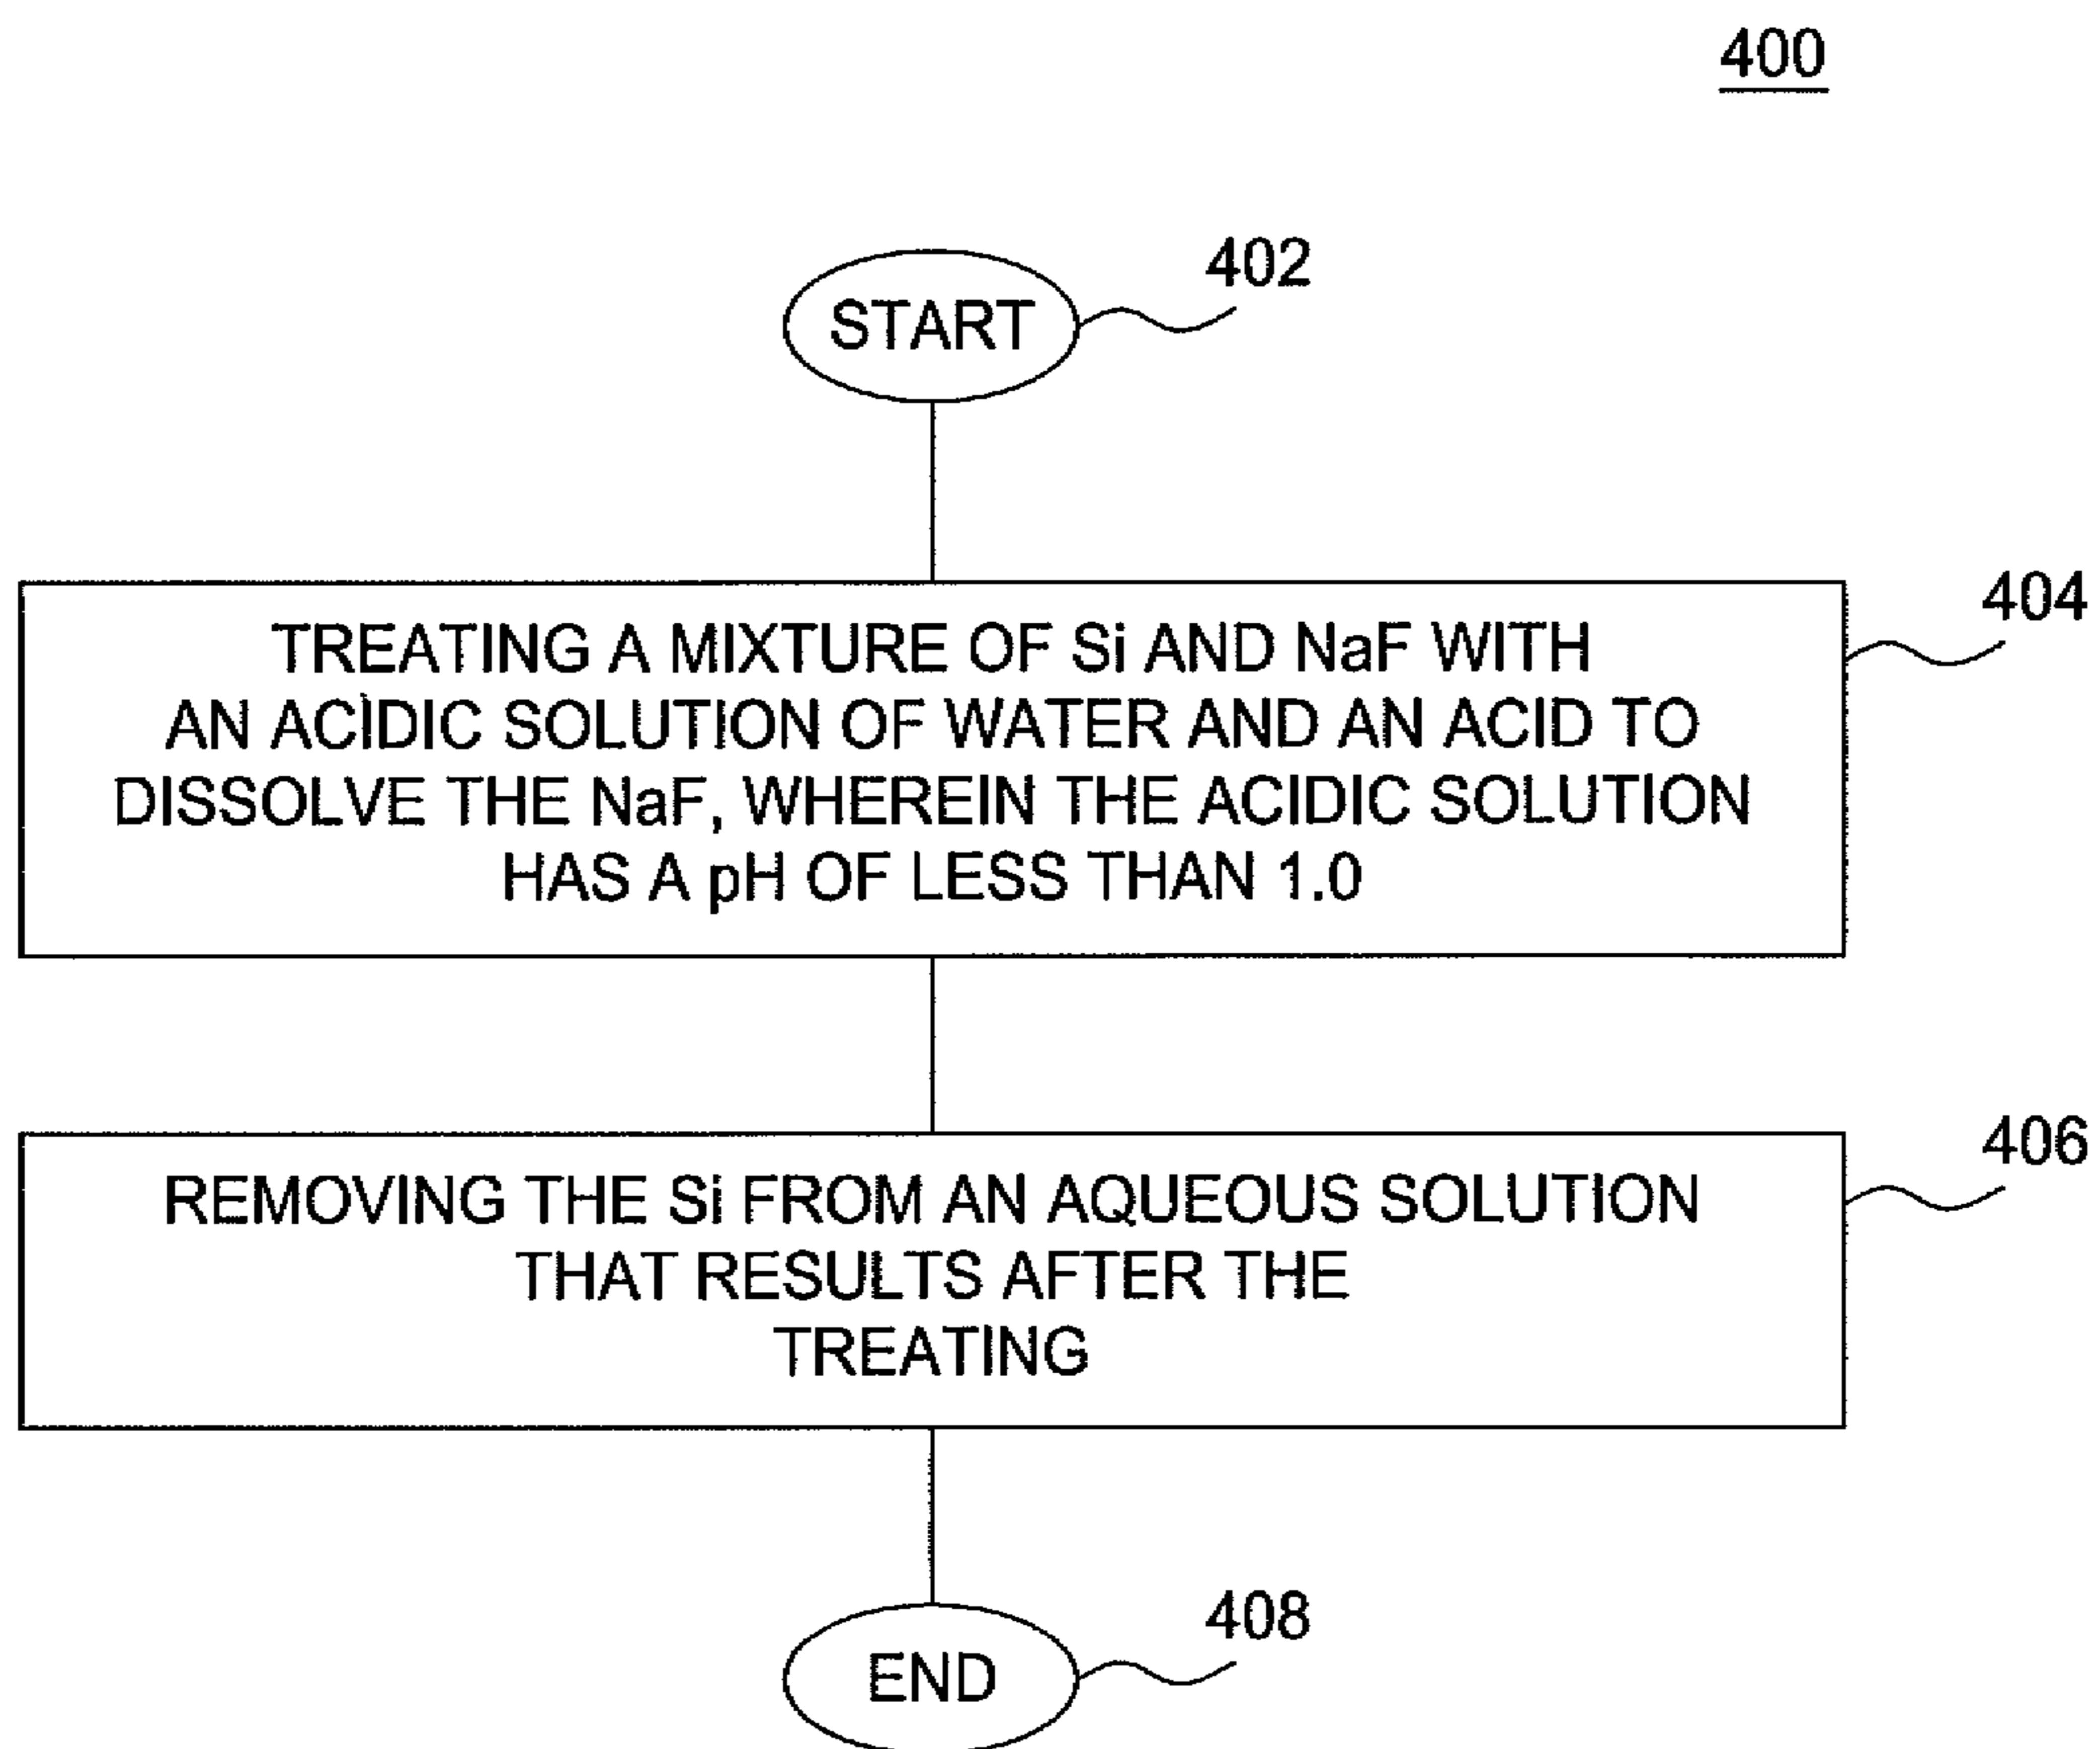 400
START
402
TREATING A MIXTURE OF Si AND NaF WITH
AN ACIDIC SOLUTION OF WATER AND AN ACID TO
DISSOLVE THE NaF, WHEREIN THE ACIDIC SOLUTION
HAS A pH OF LESS THAN 1.0
404
REMOVING THE Si FROM AN AQUEOUS SOLUTION
THAT RESULTS AFTER THE
TREATING
406
END
408